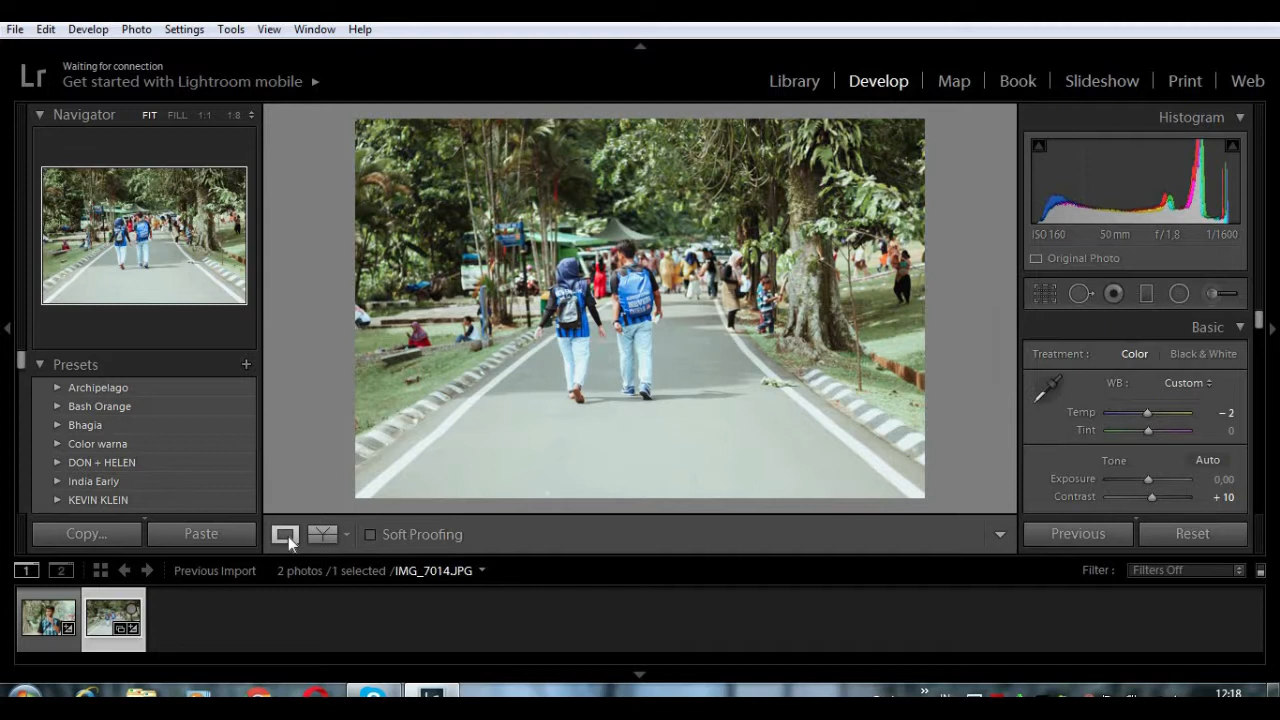 File Edit Develop Photo Settings Tools View Window Help
Lr
Waiting for connection
Get started with Lightroom mobile
Library Develop Map Book Slideshow Print Web
Navigator FIT FILL 1:1 1:8
Histogram
ISO 160 50 mm f / 1,8 1/1600
Original Photo
Basic
Treatment : Color Black & White
WB : Custom
Temp – 2
Tint 0
Tone Auto
Exposure 0,00
Contrast + 10
Presets +
Archipelago
Bash Orange
Bhagia
Color warna
DON + HELEN
India Early
KEVIN KLEIN
Copy... Paste
Soft Proofing
Previous Reset
1 2 Previous Import 2 photos /1 selected /IMG_7014.JPG
Filter : Filters Off
Lr
12:18